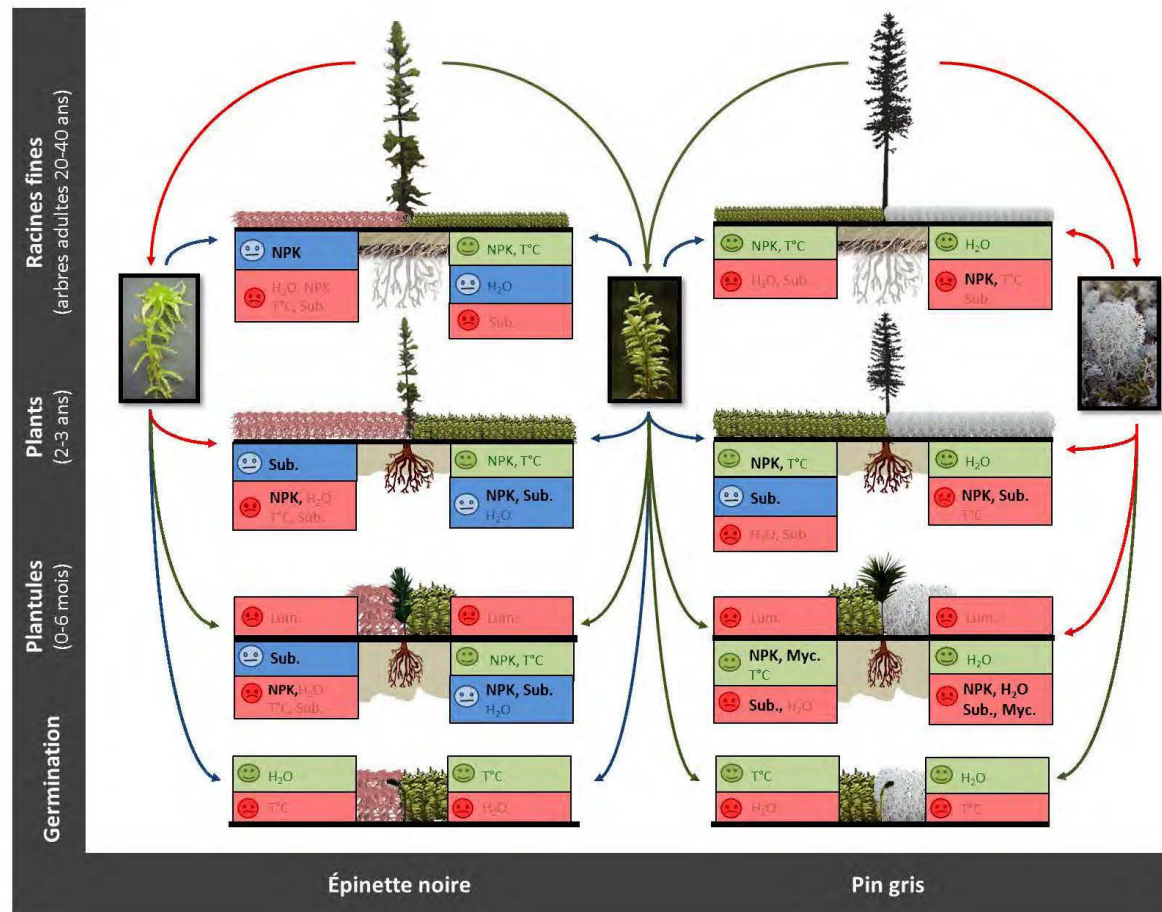 Racines fines
(arbres adultes 20-40 ans)
NPK
H₂O, NPK
T°C, Sub.
NPK, T°C
H₂O
Sub.
NPK, T°C
H₂O, Sub.
H₂O
NPK, T°C
Sub.
Plants
(2-3 ans)
Sub.
NPK, H₂O
T°C, Sub.
NPK, T°C
NPK, Sub.
H₂O
NPK, T°C
Sub.
H₂O, Sub.
H₂O
NPK, Sub.
T°C
Plantules
(0-6 mois)
Lum.
Lum.
Sub.
NPK, H₂O
T°C, Sub.
NPK, T°C
NPK, Sub.
H₂O
Lum.
Lum.
NPK, Myc.
T°C
Sub., H₂O
H₂O
NPK, H₂O
Sub., Myc.
Germination
H₂O
T°C
T°C
H₂O
T°C
H₂O
H₂O
T°C
Épinette noire
Pin gris